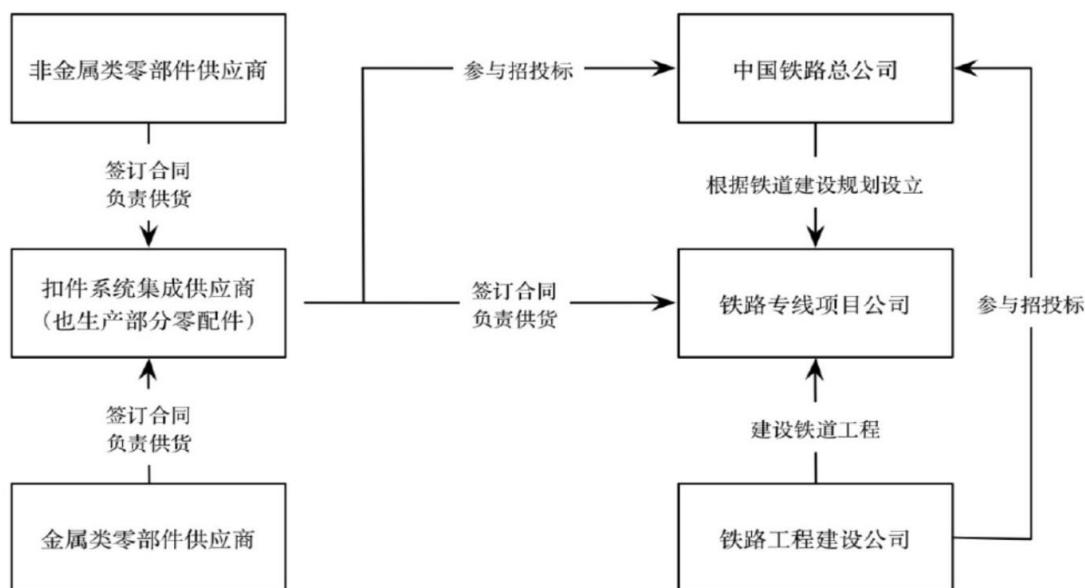 非金属类零部件供应商
参与招投标
中国铁路总公司
签订合同
负责供货
根据铁道建设规划设立
扣件系统集成供应商
（也生产部分零配件）
签订合同
负责供货
铁路专线项目公司
参与招投标
签订合同
负责供货
建设铁道工程
金属类零部件供应商
铁路工程建设公司